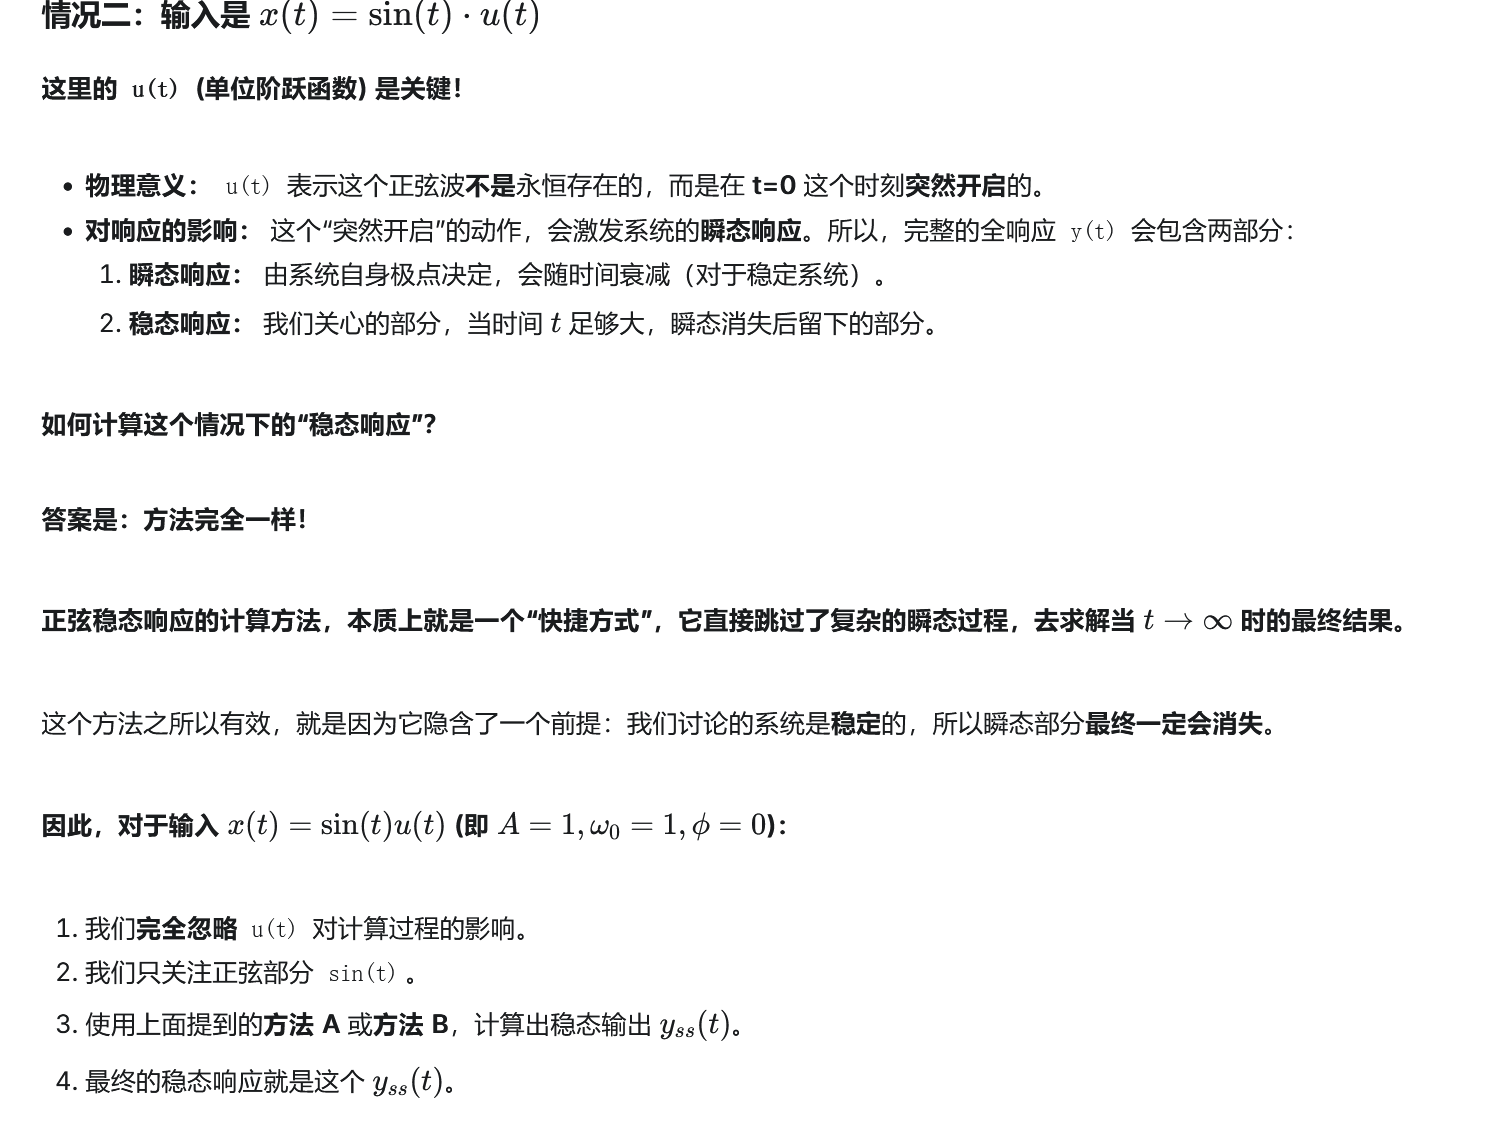 情况二：输入是 x(t) = sin(t) · u(t)
这里的 u(t) (单位阶跃函数) 是关键！
• 物理意义： u(t) 表示这个正弦波不是永恒存在的，而是在 t=0 这个时刻突然开启的。
• 对响应的影响： 这个“突然开启”的动作，会激发系统的瞬态响应。所以，完整的全响应 y(t) 会包含两部分：
1. 瞬态响应： 由系统自身极点决定，会随时间衰减（对于稳定系统）。
2. 稳态响应： 我们关心的部分，当时间 t 足够大，瞬态消失后留下的部分。
如何计算这个情况下的“稳态响应”？
答案是：方法完全一样！
正弦稳态响应的计算方法，本质上就是一个“快捷方式”，它直接跳过了复杂的瞬态过程，去求解当 t → ∞ 时的最终结果。
这个方法之所以有效，就是因为它隐含了一个前提：我们讨论的系统是稳定的，所以瞬态部分最终一定会消失。
因此，对于输入 x(t) = sin(t)u(t) (即 A = 1, ω₀ = 1, ϕ = 0)：
1. 我们完全忽略 u(t) 对计算过程的影响。
2. 我们只关注正弦部分 sin(t) 。
3. 使用上面提到的方法 A 或方法 B，计算出稳态输出 yₛₛ(t)。
4. 最终的稳态响应就是这个 yₛₛ(t)。